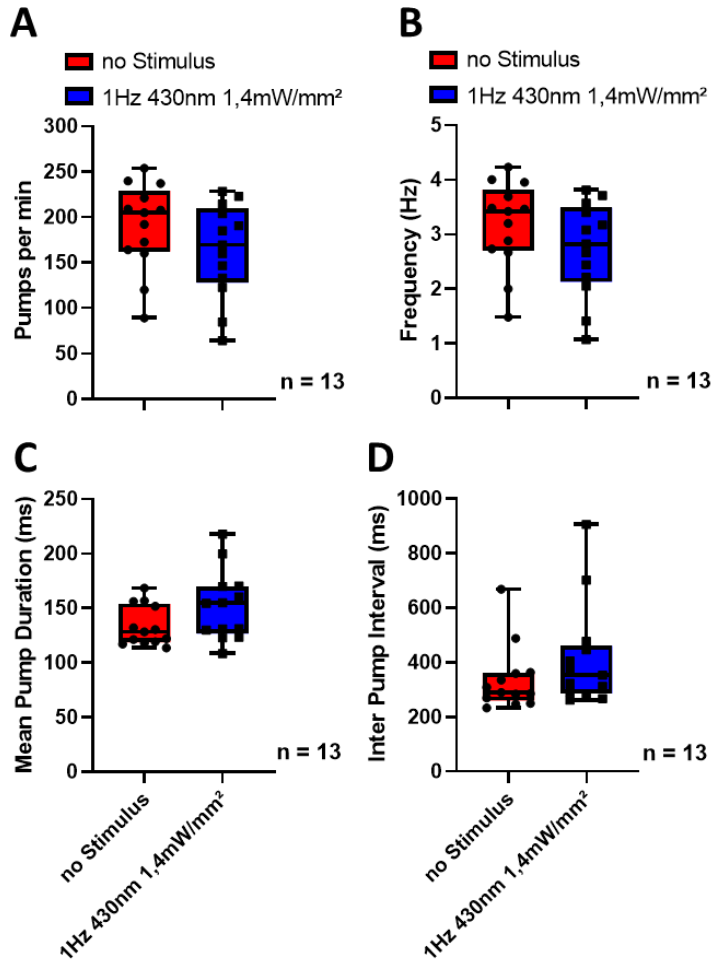 A
no Stimulus
1Hz 430nm 1,4mW/mm²
Pumps per min
300
250
200
150
100
50
0
n = 13
B
no Stimulus
1Hz 430nm 1,4mW/mm²
Frequency (Hz)
5
4
3
2
1
0
n = 13
C
Mean Pump Duration (ms)
250
200
150
100
50
0
n = 13
no Stimulus
1Hz 430nm 1,4mW/mm²
D
Inter Pump Interval (ms)
1000
800
600
400
200
0
n = 13
no Stimulus
1Hz 430nm 1,4mW/mm²